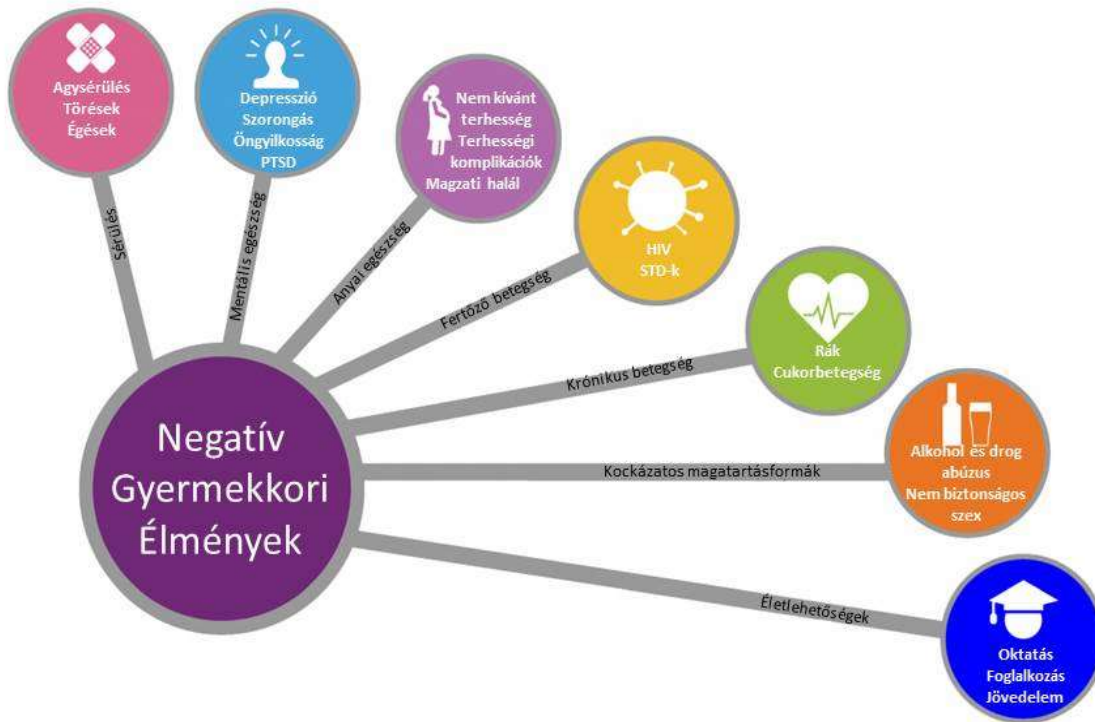 Agysérülés
Törések
Égések
Sérülés
Depresszió
Szorongás
Öngyilkosság
PTSD
Mentális egészség
Nem kívánt
terhesség
Terhességi
komplikációk
Magzati halál
Anyai egészség
HIV
STD-k
Fertőző betegség
Rák
Cukorbetegség
Krónikus betegség
Alkohol és drog
abúzus
Nem biztonságos
szex
Kockázatos magatartásformák
Oktatás
Foglalkozás
Jövedelem
Életlehetőségek
Negatív
Gyermekkori
Élmények